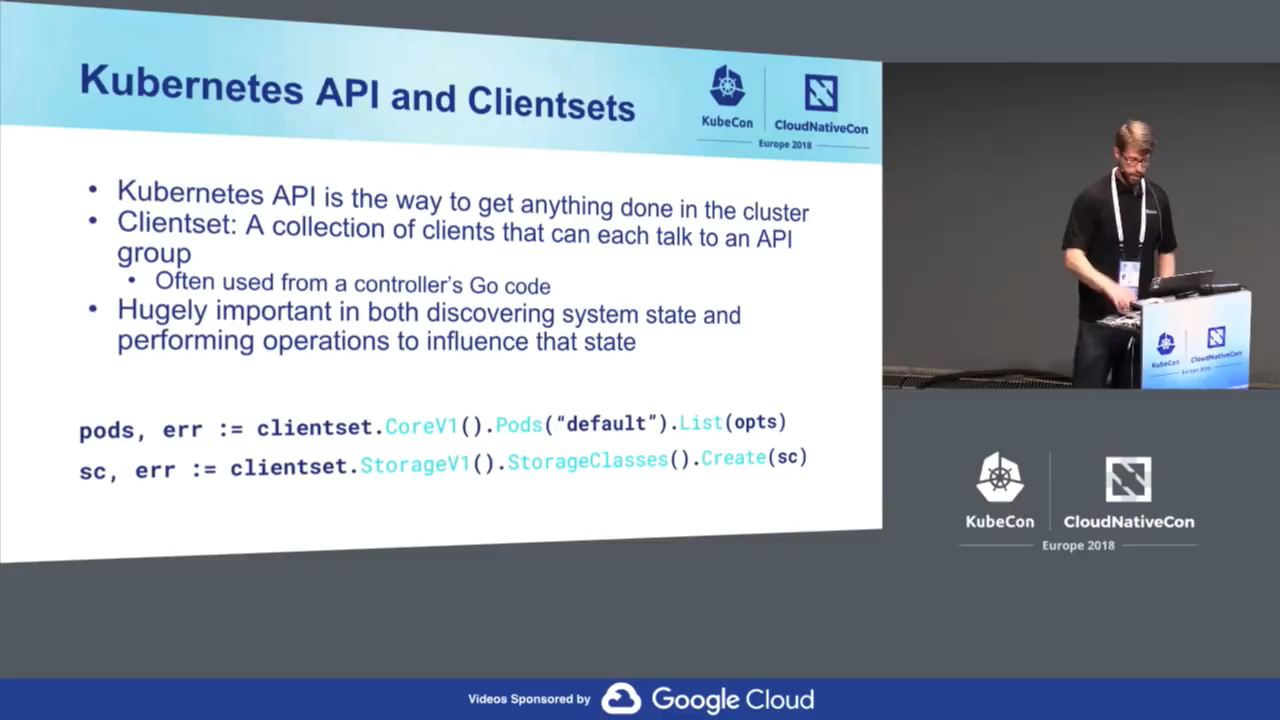 Kubernetes API and Clientsets
KubeCon
CloudNativeCon
Europe 2018
• Kubernetes API is the way to get anything done in the cluster
• Clientset: A collection of clients that can each talk to an API
group
• Often used from a controller's Go code
• Hugely important in both discovering system state and
performing operations to influence that state
pods, err := clientset.CoreV1().Pods(“default”).List(opts)
sc, err := clientset.StorageV1().StorageClasses().Create(sc)
KubeCon
CloudNativeCon
Europe 2018
KubeCon
CloudNativeCon
Europe 2018
Videos Sponsored by
Google Cloud